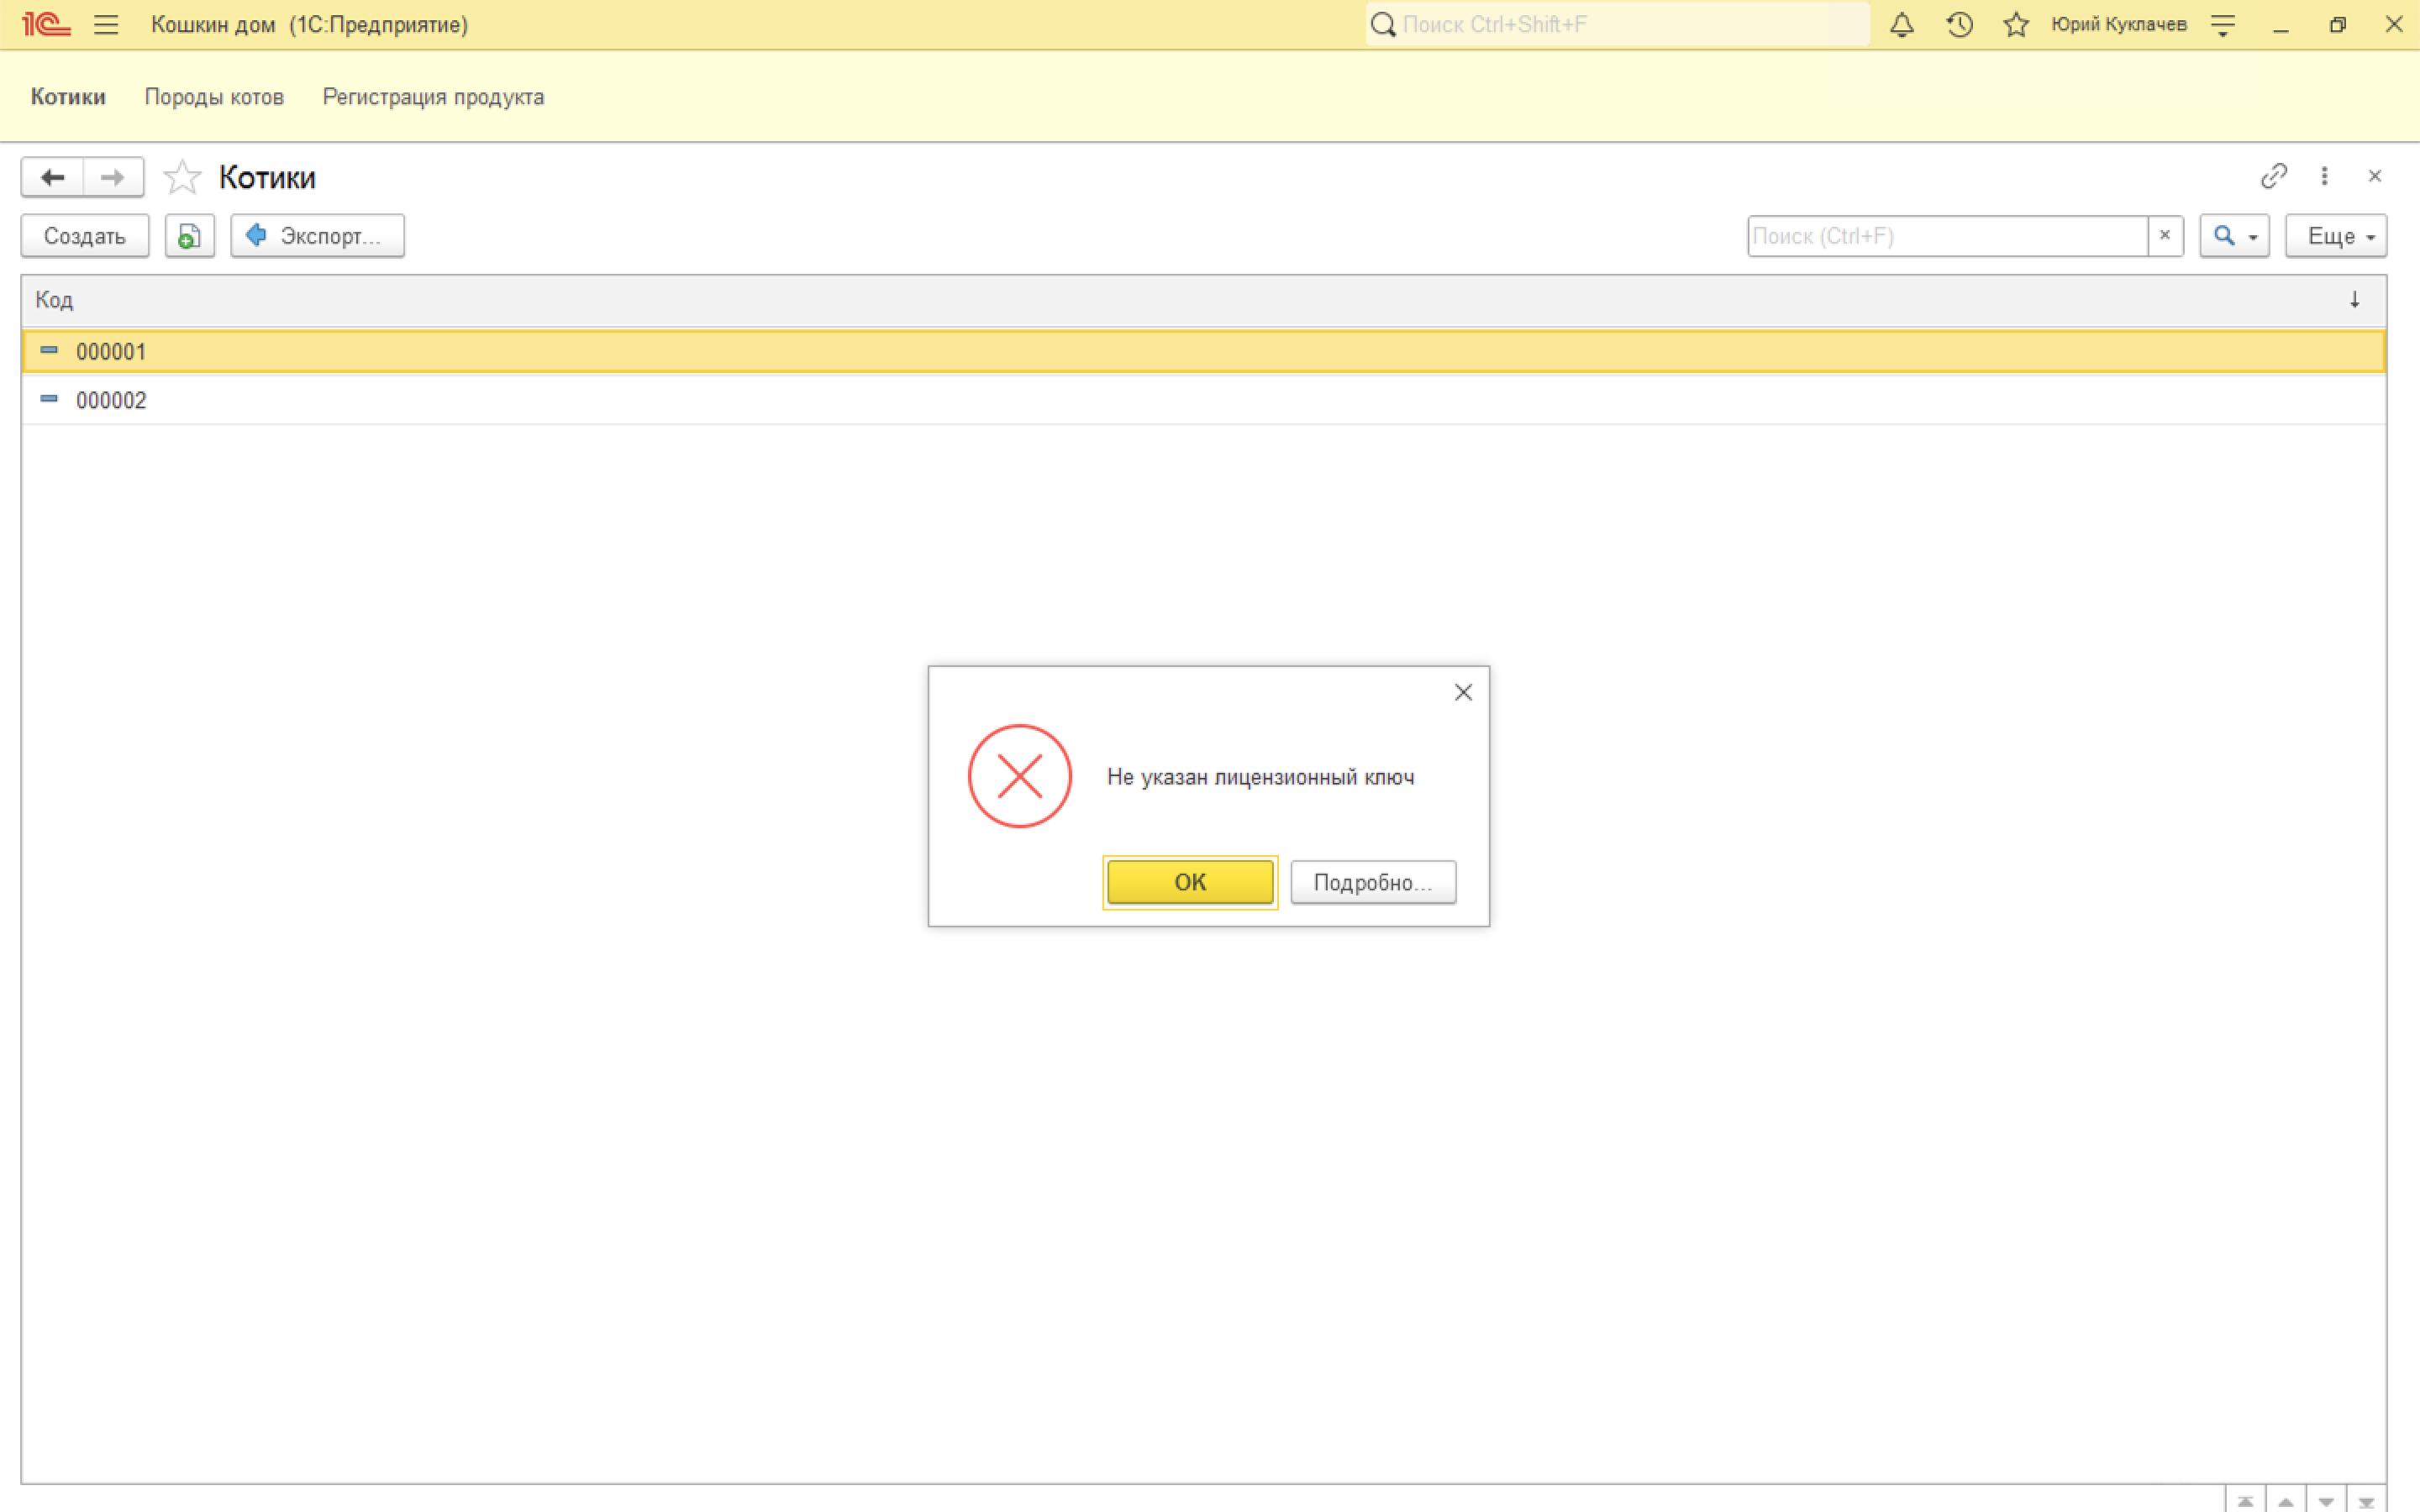 1С Кошкин дом (1С:Предприятие) Поиск Ctrl+Shift+F Юрий Куклачев
Котики Породы котов Регистрация продукта
Котики
Создать Экспорт... Поиск (Ctrl+F) × Еще
Код
000001
000002
Не указан лицензионный ключ
ОК Подробно...